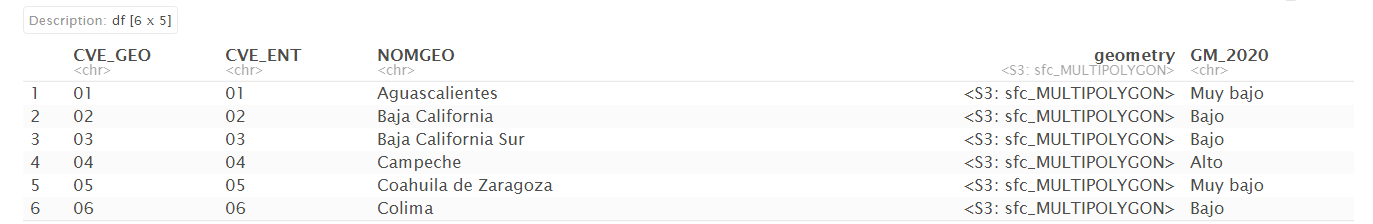 Description: df [6 x 5]
CVE_GEO CVE_ENT NOMGEO geometry GM_2020
<chr> <chr> <chr> <S3: sfc_MULTIPOLYGON> <chr>
1 01 01 Aguascalientes <S3: sfc_MULTIPOLYGON> Muy bajo
2 02 02 Baja California <S3: sfc_MULTIPOLYGON> Bajo
3 03 03 Baja California Sur <S3: sfc_MULTIPOLYGON> Bajo
4 04 04 Campeche <S3: sfc_MULTIPOLYGON> Alto
5 05 05 Coahuila de Zaragoza <S3: sfc_MULTIPOLYGON> Muy bajo
6 06 06 Colima <S3: sfc_MULTIPOLYGON> Bajo